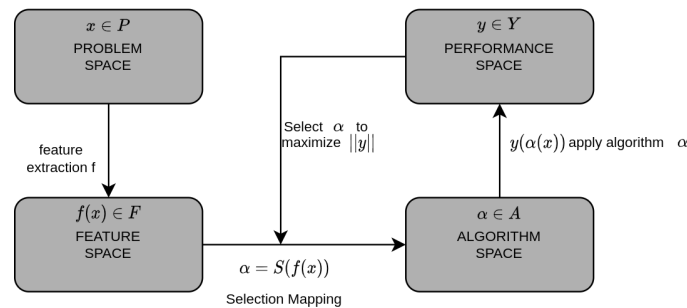 x ∈ P
PROBLEM
SPACE
y ∈ Y
PERFORMANCE
SPACE
Select α to
maximize ||y||
feature
extraction f
y(α(x)) apply algorithm α
f(x) ∈ F
FEATURE
SPACE
α ∈ A
ALGORITHM
SPACE
α = S(f(x))
Selection Mapping